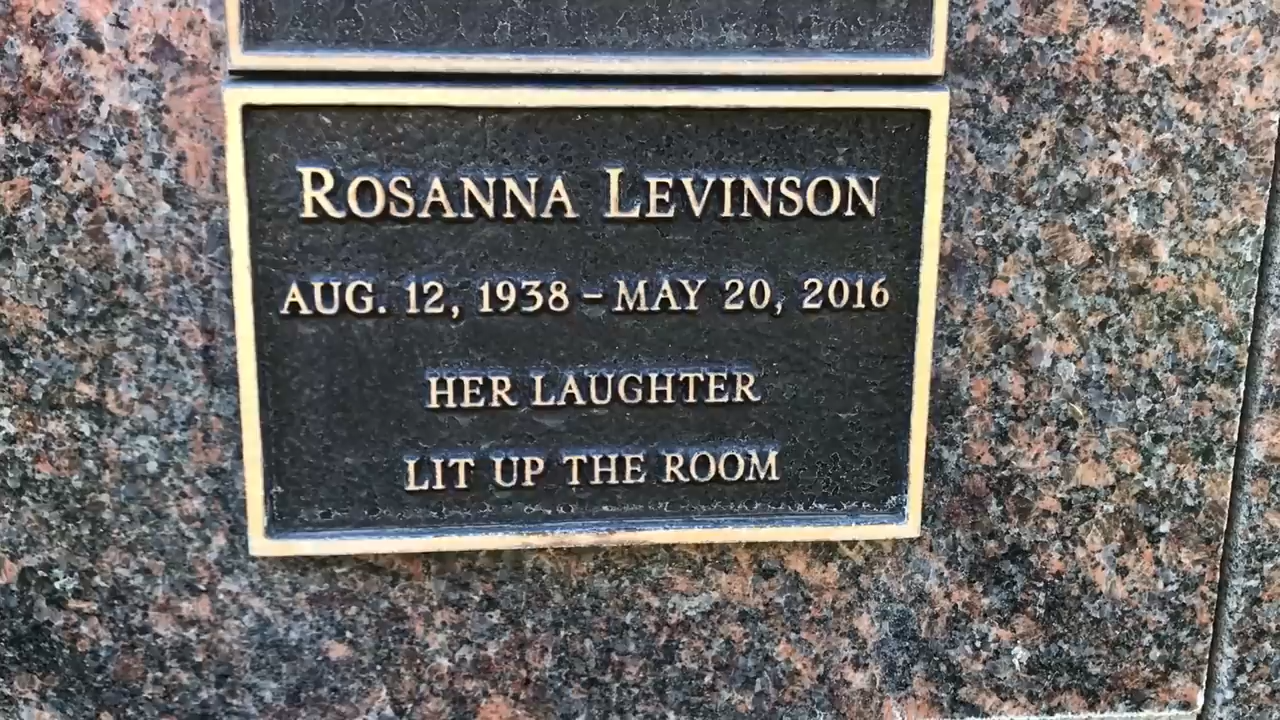 ROSANNA LEVINSON
AUG. 12, 1938 – MAY 20, 2016
HER LAUGHTER
LIT UP THE ROOM